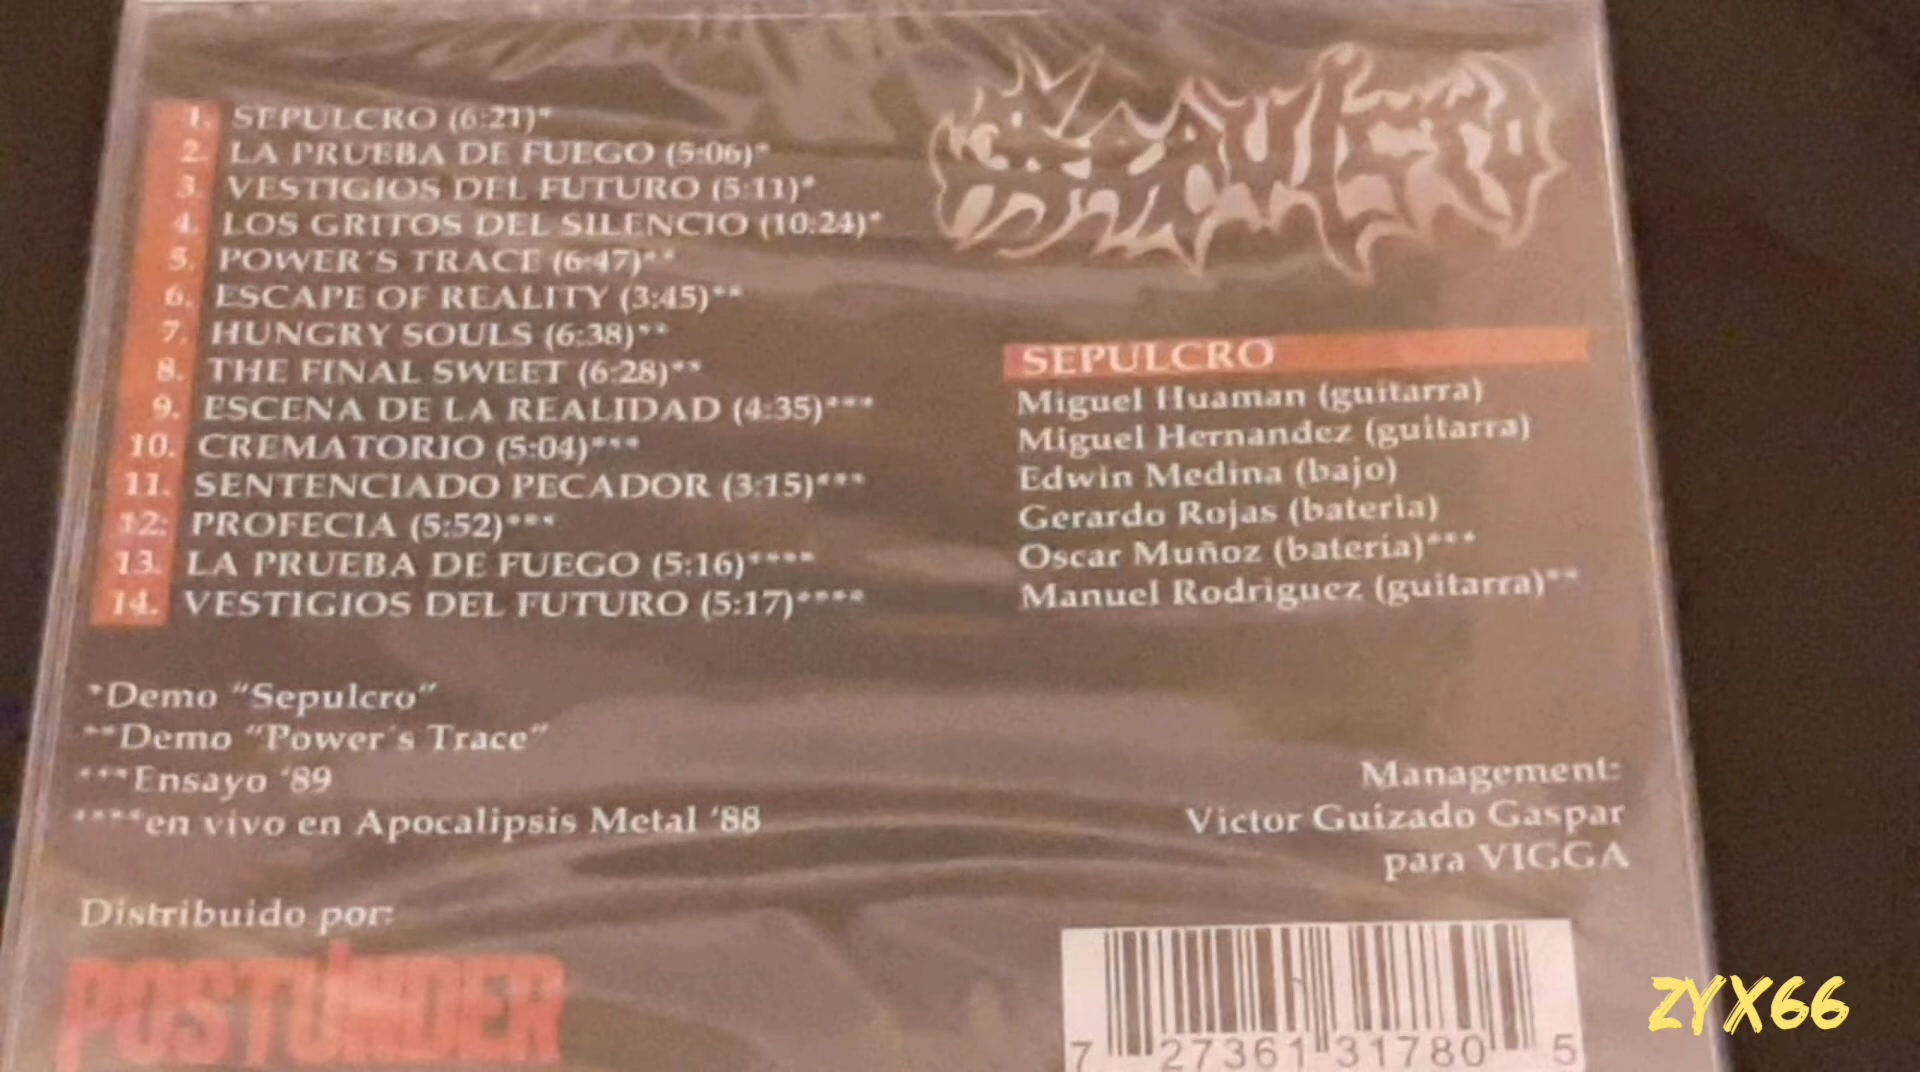 1. SEPULCRO (6:21)*
2. LA PRUEBA DE FUEGO (5:06)*
3. VESTIGIOS DEL FUTURO (5:11)*
4. LOS GRITOS DEL SILENCIO (10:24)*
5. POWER´S TRACE (6:47)**
6. ESCAPE OF REALITY (3:45)**
7. HUNGRY SOULS (6:38)**
8. THE FINAL SWEET (6:28)**
9. ESCENA DE LA REALIDAD (4:35)***
10. CREMATORIO (5:04)***
11. SENTENCIADO PECADOR (3:15)***
12. PROFECIA (5:52)***
13. LA PRUEBA DE FUEGO (5:16)****
14. VESTIGIOS DEL FUTURO (5:17)****
*Demo “Sepulcro”
**Demo “Power´s Trace”
***Ensayo ‘89
****en vivo en Apocalipsis Metal ‘88
Distribuido por:
SEPULCRO
Miguel Huaman (guitarra)
Miguel Hernandez (guitarra)
Edwin Medina (bajo)
Gerardo Rojas (bateria)
Oscar Muñoz (bateria)***
Manuel Rodriguez (guitarra)**
Management:
Victor Guizado Gaspar
para VIGGA
7 27361 31780 5
ZYX66